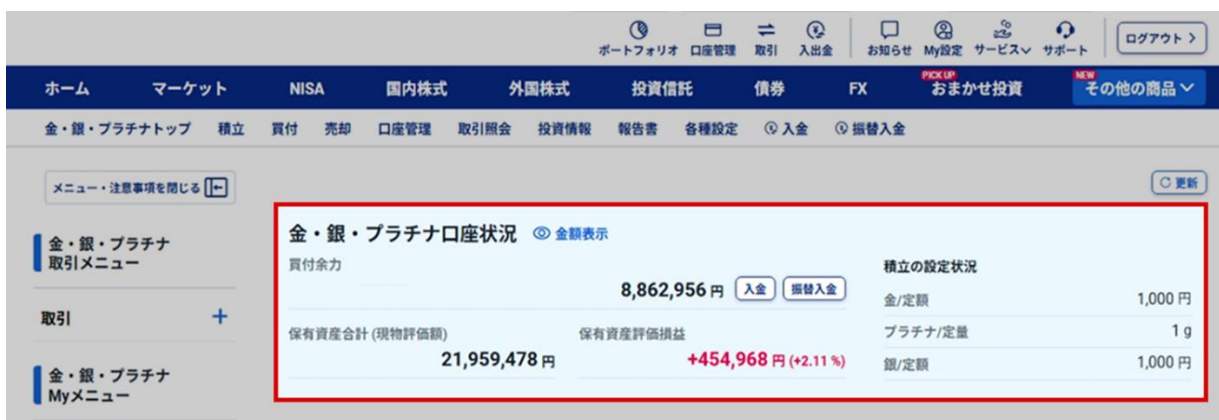 ポートフォリオ 口座管理 取引 入出金 お知らせ My設定 サービス サポート ログアウト
ホーム マーケット NISA 国内株式 外国株式 投資信託 債券 FX PICK UP おまかせ投資 NEW その他の商品
金・銀・プラチナトップ 積立 買付 売却 口座管理 取引照会 投資情報 報告書 各種設定 入金 振替入金
メニュー・注意事項を閉じる
更新
金・銀・プラチナ
取引メニュー
取引 +
金・銀・プラチナ
Myメニュー
金・銀・プラチナ口座状況 金額表示
買付余力
8,862,956 円 入金 振替入金
保有資産合計 (現物評価額) 保有資産評価損益
21,959,478 円 +454,968 円 (+2.11 %)
積立の設定状況
金/定額 1,000 円
プラチナ/定量 1 g
銀/定額 1,000 円